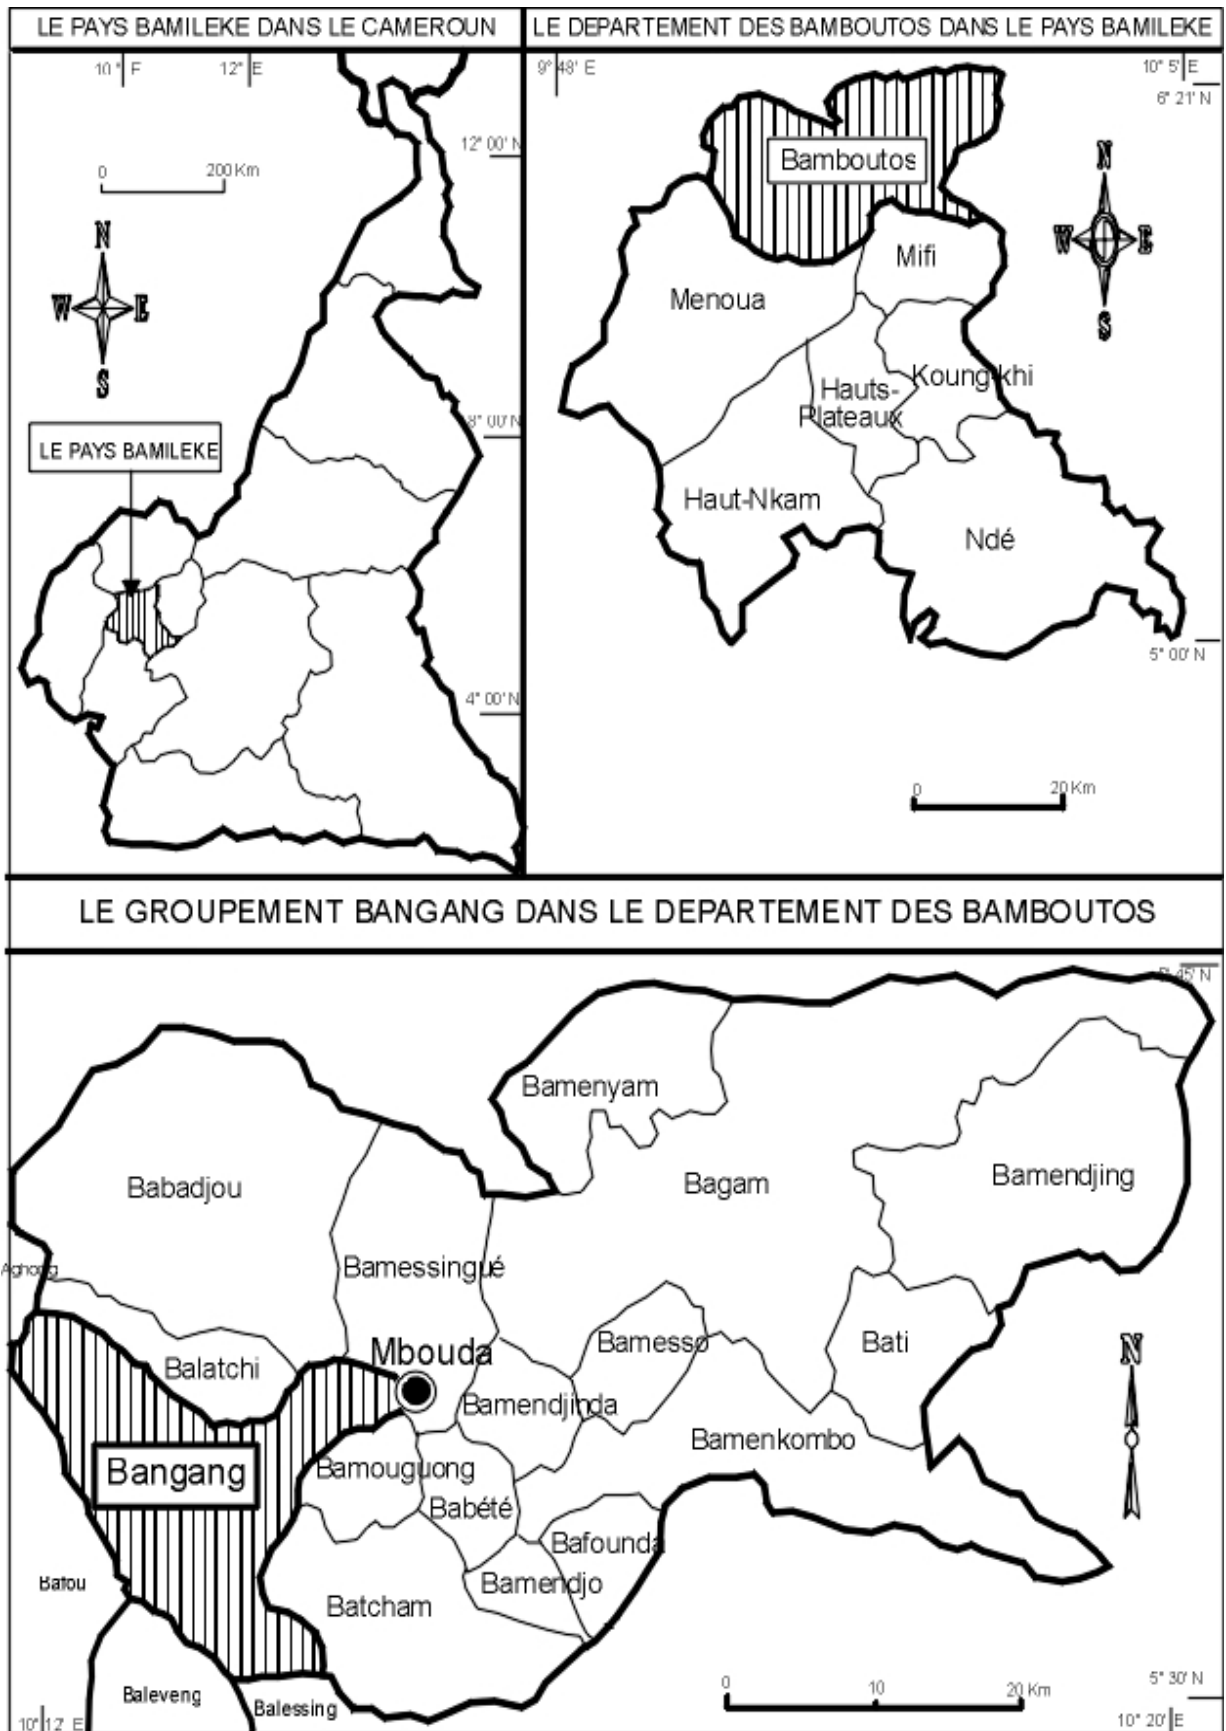 LE PAYS BAMILEKE DANS LE CAMEROUN
10° F
12° E
12° 00' N
0
200 Km
N
W
E
S
8° 00' N
LE PAYS BAMILEKE
4° 00' N
LE DEPARTEMENT DES BAMBOUTOS DANS LE PAYS BAMILEKE
9° 48' E
10° 5' E
6° 21' N
Bamboutos
N
W
E
S
Mifi
Menoua
Koung-khi
Hauts-
Plateaux
Haut-Nkam
Ndé
5° 00' N
0
20 Km
LE GROUPEMENT BANGANG DANS LE DEPARTEMENT DES BAMBOUTOS
5° 45' N
Bamenyam
Babadjou
Bagam
Bamendjing
Aghong
Bamessingué
Mbouda
Bamesso
Bati
N
Balatchi
Bamendjinda
Bamenkombo
Bangang
Bamouguong
Babété
Bafounda
Bafou
Bamendjo
Batcham
Baleveng
Balessing
0
10
20 Km
5° 30' N
10° 12' E
10° 20' E